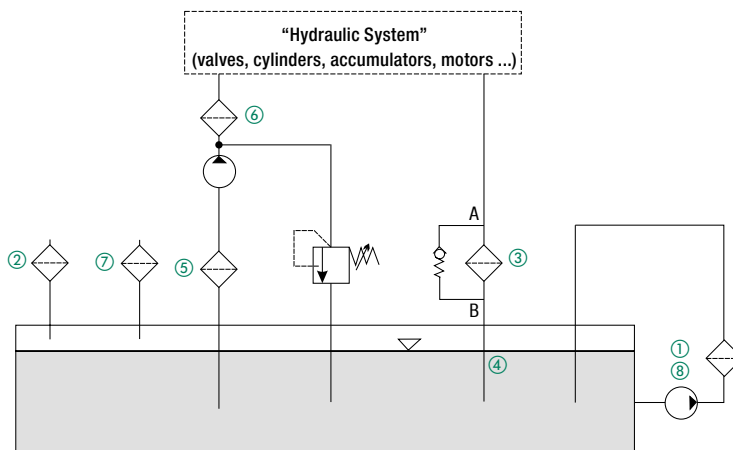 “Hydraulic System”
(valves, cylinders, accumulators, motors ...)
⑥
A
② ⑦ ⑤ ③
B
①
④ ⑧